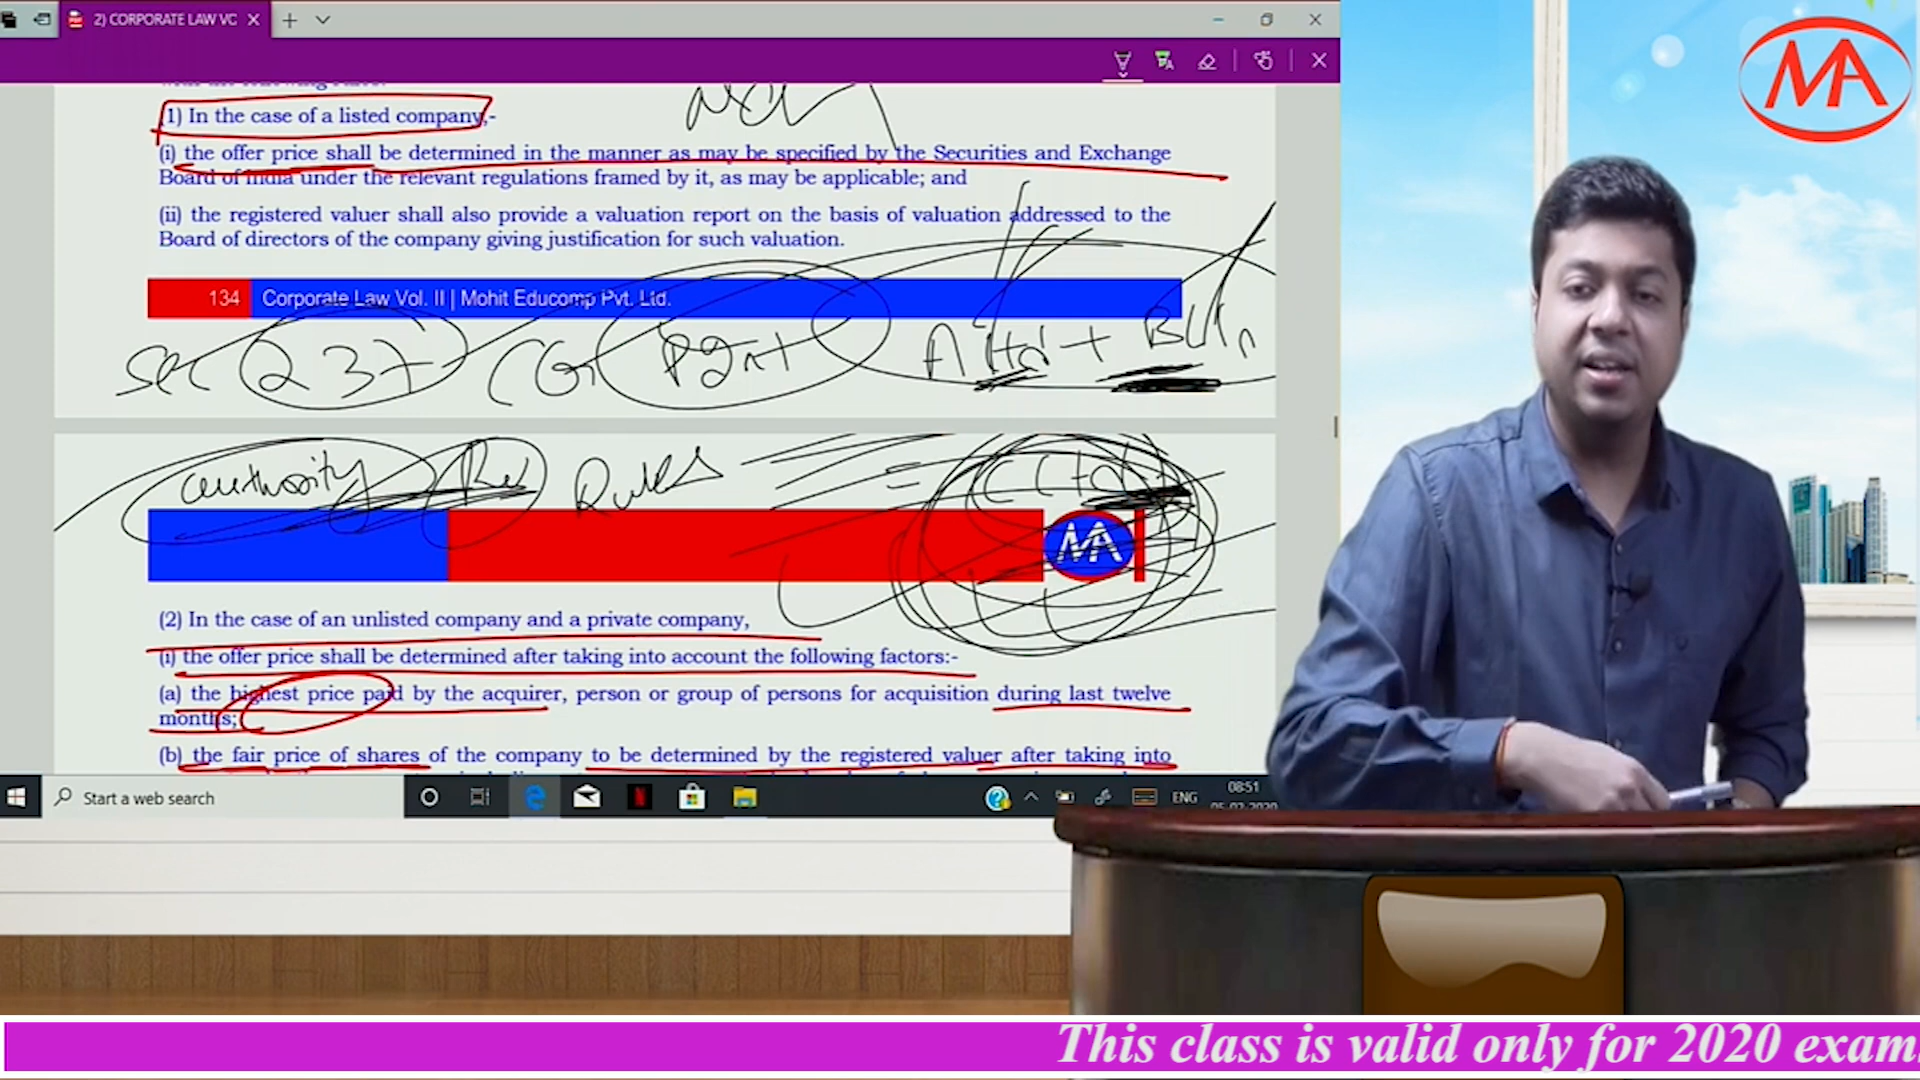 2) CORPORATE LAW VC
(1) In the case of a listed company,-
(i) the offer price shall be determined in the manner as may be specified by the Securities and Exchange
Board of India under the relevant regulations framed by it, as may be applicable; and
(ii) the registered valuer shall also provide a valuation report on the basis of valuation addressed to the
Board of directors of the company giving justification for such valuation.
134 Corporate Law Vol. II | Mohit Educomp Pvt. Ltd.
Sec 237 CG
authority Rules
MA
(2) In the case of an unlisted company and a private company,
(i) the offer price shall be determined after taking into account the following factors:-
(a) the highest price paid by the acquirer, person or group of persons for acquisition during last twelve
months;
(b) the fair price of shares of the company to be determined by the registered valuer after taking into
Start a web search
ENG
08:51
05-02-2020
MA
This class is valid only for 2020 exam